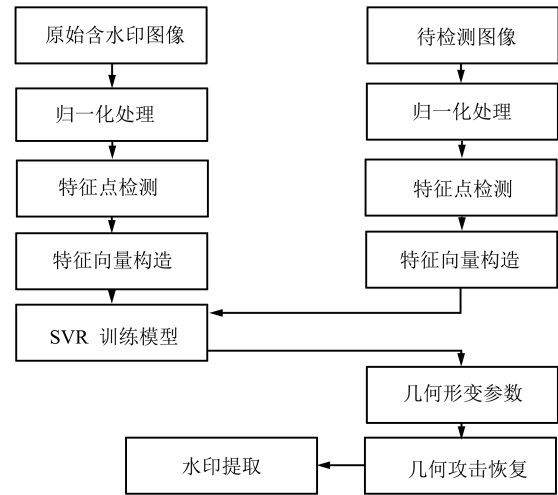 原始含水印图像
归一化处理
特征点检测
特征向量构造
SVR 训练模型
待检测图像
归一化处理
特征点检测
特征向量构造
几何形变参数
几何攻击恢复
水印提取